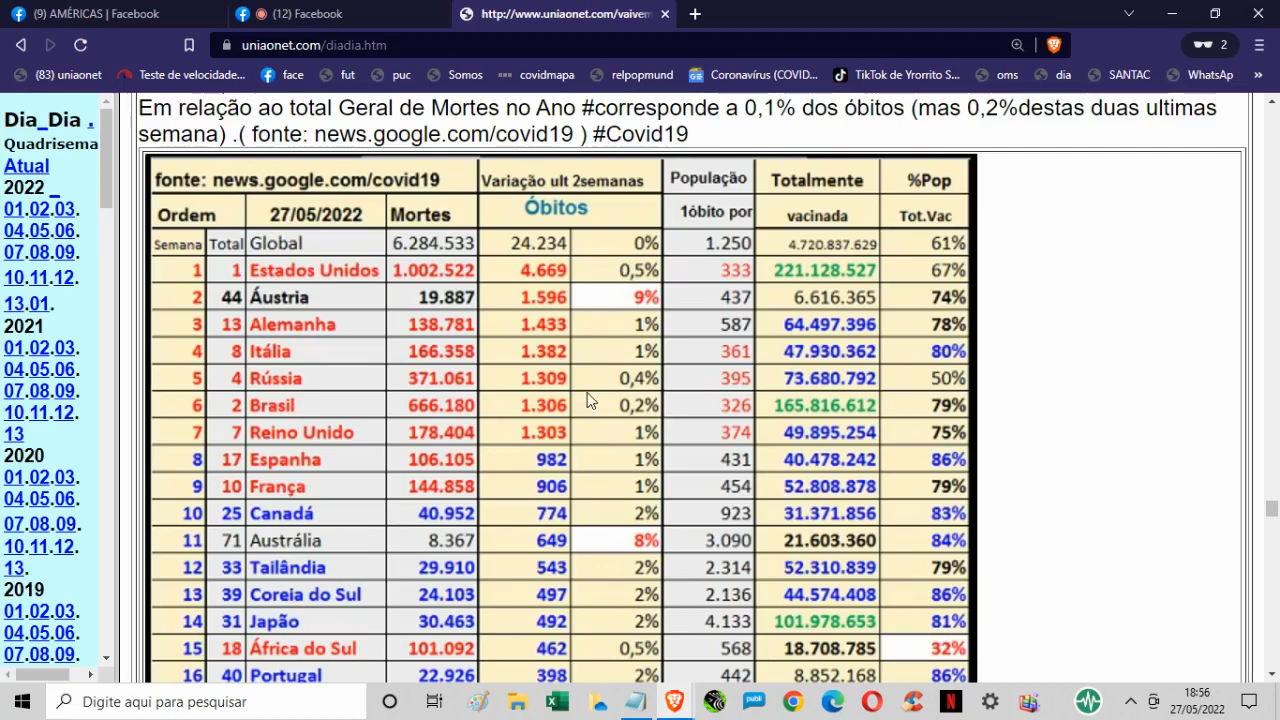 (9) AMÉRICAS | Facebook
(12) Facebook
http://www.uniaonet.com/vaivem
uniaonet.com/diadia.htm
2
(83) uniaonet
Teste de velocidade...
face
fut
puc
Somos
covidmapa
relpopmund
Coronavírus (COVID...
TikTok de Yrorrito S...
oms
dia
SANTAC
WhatsAp
»
Dia_Dia .
Quadrisema
Atual
2022 _
01.02.03.
04.05.06.
07.08.09.
10.11.12.
13,01.
2021
01.02.03.
04.05.06.
07.08.09.
10.11.12.
13
2020
01.02.03.
04.05.06.
07.08.09.
10.11.12.
13.
2019
01.02.03.
04.05.06.
07.08.09.
Em relação ao total Geral de Mortes no Ano #corresponde a 0,1% dos óbitos (mas 0,2%destas duas ultimas
semana) .( fonte: news.google.com/covid19 ) #Covid19
fonte: news.google.com/covid19 Variação ult 2semanas População Totalmente %Pop
Ordem 27/05/2022 Mortes Óbitos 1óbito por vacinada Tot.Vac
Semana Total Global 6.284.533 24.234 0% 1.250 4.720.837.629 61%
1 1 Estados Unidos 1.002.522 4.669 0,5% 333 221.128.527 67%
2 44 Áustria 19.887 1.596 9% 437 6.616.365 74%
3 13 Alemanha 138.781 1.433 1% 587 64.497.396 78%
4 8 Itália 166.358 1.382 1% 361 47.930.362 80%
5 4 Rússia 371.061 1.309 0,4% 395 73.680.792 50%
6 2 Brasil 666.180 1.306 0,2% 326 165.816.612 79%
7 7 Reino Unido 178.404 1.303 1% 374 49.895.254 75%
8 17 Espanha 106.105 982 1% 431 40.478.242 86%
9 10 França 144.858 906 1% 454 52.808.878 79%
10 25 Canadá 40.952 774 2% 923 31.371.856 83%
11 71 Austrália 8.367 649 8% 3.090 21.603.360 84%
12 33 Tailândia 29.910 543 2% 2.314 52.310.839 79%
13 39 Coreia do Sul 24.103 497 2% 2.136 44.574.408 86%
14 31 Japão 30.463 492 2% 4.133 101.978.653 81%
15 18 África do Sul 101.092 462 0,5% 568 18.708.785 32%
16 40 Portugal 22.926 398 2% 442 8.852.168 86%
Digite aqui para pesquisar
18:56
27/05/2022